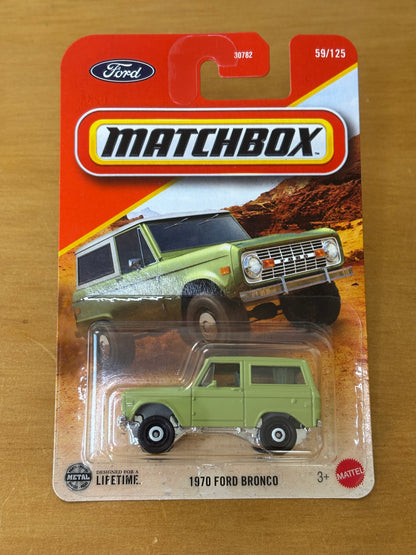 Ford
30782
59/125
MATCHBOX
FORD
METAL
DESIGNED FOR A
LIFETIME.
1970 FORD BRONCO
3+
MATTEL